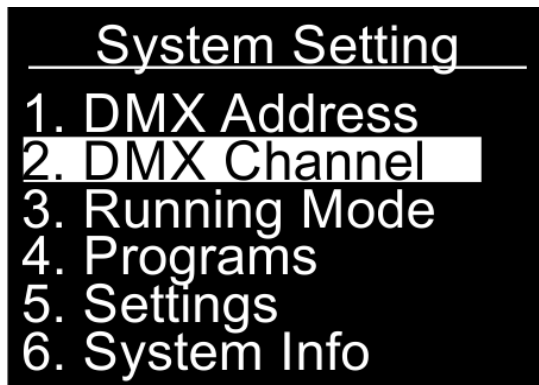 System Setting
1. DMX Address
2. DMX Channel
3. Running Mode
4. Programs
5. Settings
6. System Info